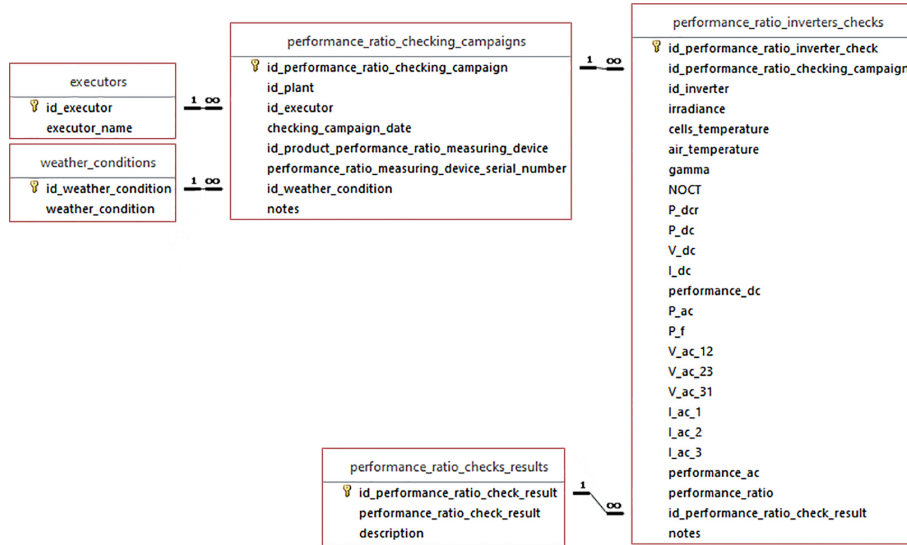 executors
id_executor
executor_name
weather_conditions
id_weather_condition
weather_condition
1 ∞
1 ∞
performance_ratio_checking_campaigns
id_performance_ratio_checking_campaign
id_plant
id_executor
checking_campaign_date
id_product_performance_ratio_measuring_device
performance_ratio_measuring_device_serial_number
id_weather_condition
notes
1 ∞
performance_ratio_checks_results
id_performance_ratio_check_result
performance_ratio_check_result
description
1
∞
performance_ratio_inverters_checks
id_performance_ratio_inverter_check
id_performance_ratio_checking_campaign
id_inverter
irradiance
cells_temperature
air_temperature
gamma
NOCT
P_dcr
P_dc
V_dc
I_dc
performance_dc
P_ac
P_f
V_ac_12
V_ac_23
V_ac_31
I_ac_1
I_ac_2
I_ac_3
performance_ac
performance_ratio
id_performance_ratio_check_result
notes